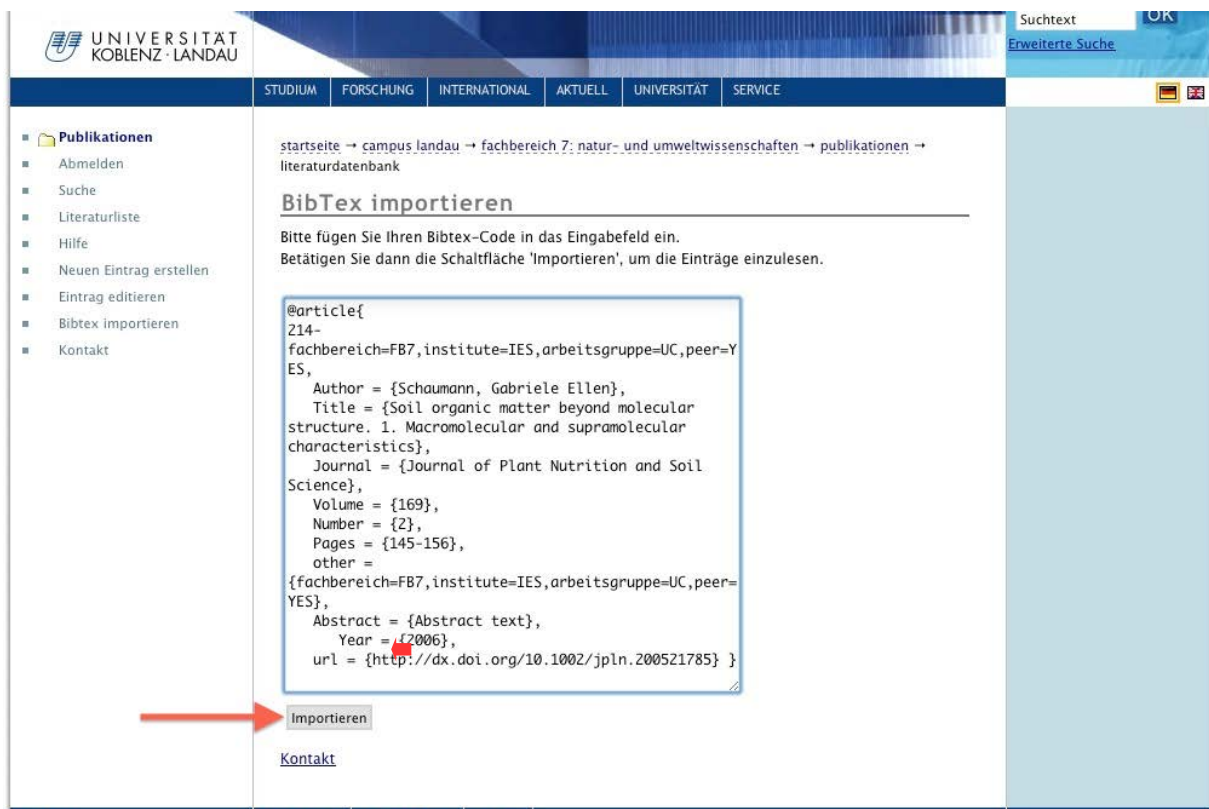 Suchtext
OK
Erweiterte Suche
UNIVERSITÄT
KOBLENZ · LANDAU
STUDIUM FORSCHUNG INTERNATIONAL AKTUELL UNIVERSITÄT SERVICE
Publikationen
Abmelden
Suche
Literaturliste
Hilfe
Neuen Eintrag erstellen
Eintrag editieren
Bibtex importieren
Kontakt
startseite → campus landau → fachbereich 7: natur- und umweltwissenschaften → publikationen →
literaturdatenbank
BibTex importieren
Bitte fügen Sie Ihren Bibtex-Code in das Eingabefeld ein.
Betätigen Sie dann die Schaltfläche 'Importieren', um die Einträge einzulesen.
@article{
214-
fachbereich=FB7,institute=IES,arbeitsgruppe=UC,peer=Y
ES,
Author = {Schaumann, Gabriele Ellen},
Title = {Soil organic matter beyond molecular
structure. 1. Macromolecular and supramolecular
characteristics},
Journal = {Journal of Plant Nutrition and Soil
Science},
Volume = {169},
Number = {2},
Pages = {145-156},
other =
{fachbereich=FB7,institute=IES,arbeitsgruppe=UC,peer=
YES},
Abstract = {Abstract text},
Year = {2006},
url = {http://dx.doi.org/10.1002/jpln.200521785} }
Importieren
Kontakt